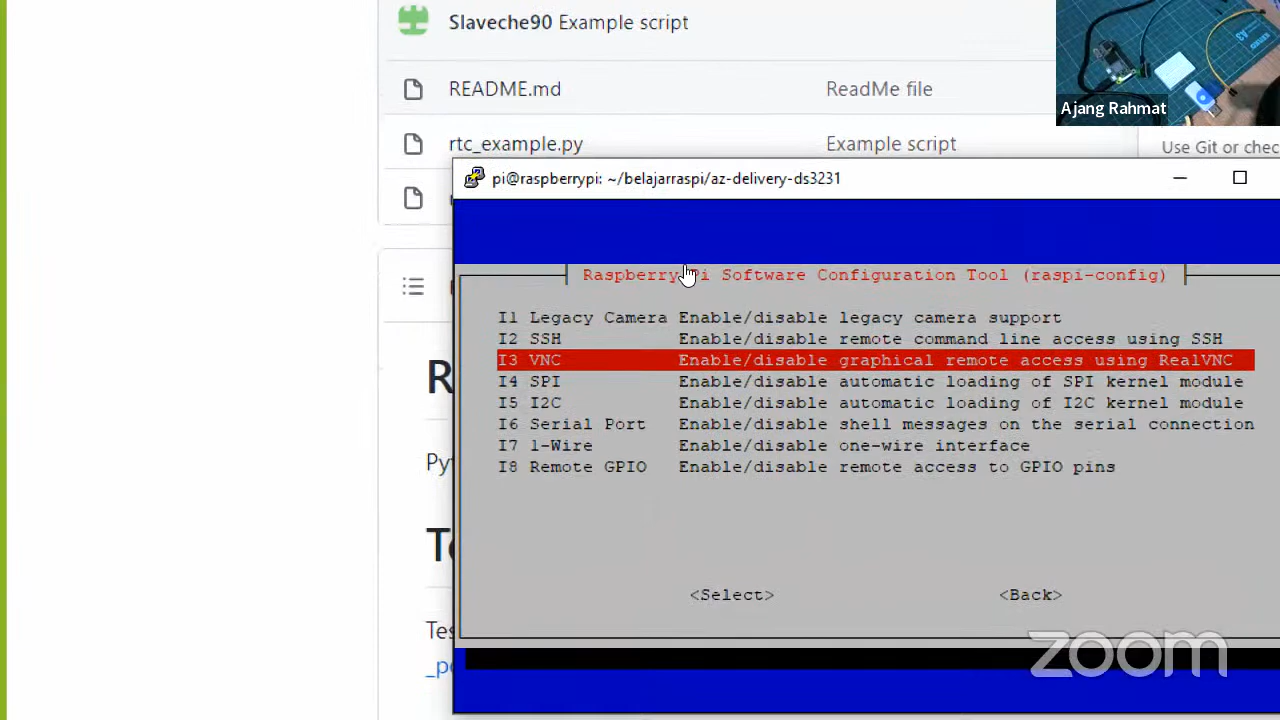 Slaveche90 Example script
README.md ReadMe file
Ajang Rahmat
rtc_example.py Example script
Use Git or chec
pi@raspberrypi: ~/belajarraspi/az-delivery-ds3231
Raspberry Pi Software Configuration Tool (raspi-config)
I1 Legacy Camera Enable/disable legacy camera support
I2 SSH Enable/disable remote command line access using SSH
I3 VNC Enable/disable graphical remote access using RealVNC
I4 SPI Enable/disable automatic loading of SPI kernel module
I5 I2C Enable/disable automatic loading of I2C kernel module
I6 Serial Port Enable/disable shell messages on the serial connection
I7 1-Wire Enable/disable one-wire interface
I8 Remote GPIO Enable/disable remote access to GPIO pins
<Select> <Back>
R
Py
Te
Tes
_pe
zoom